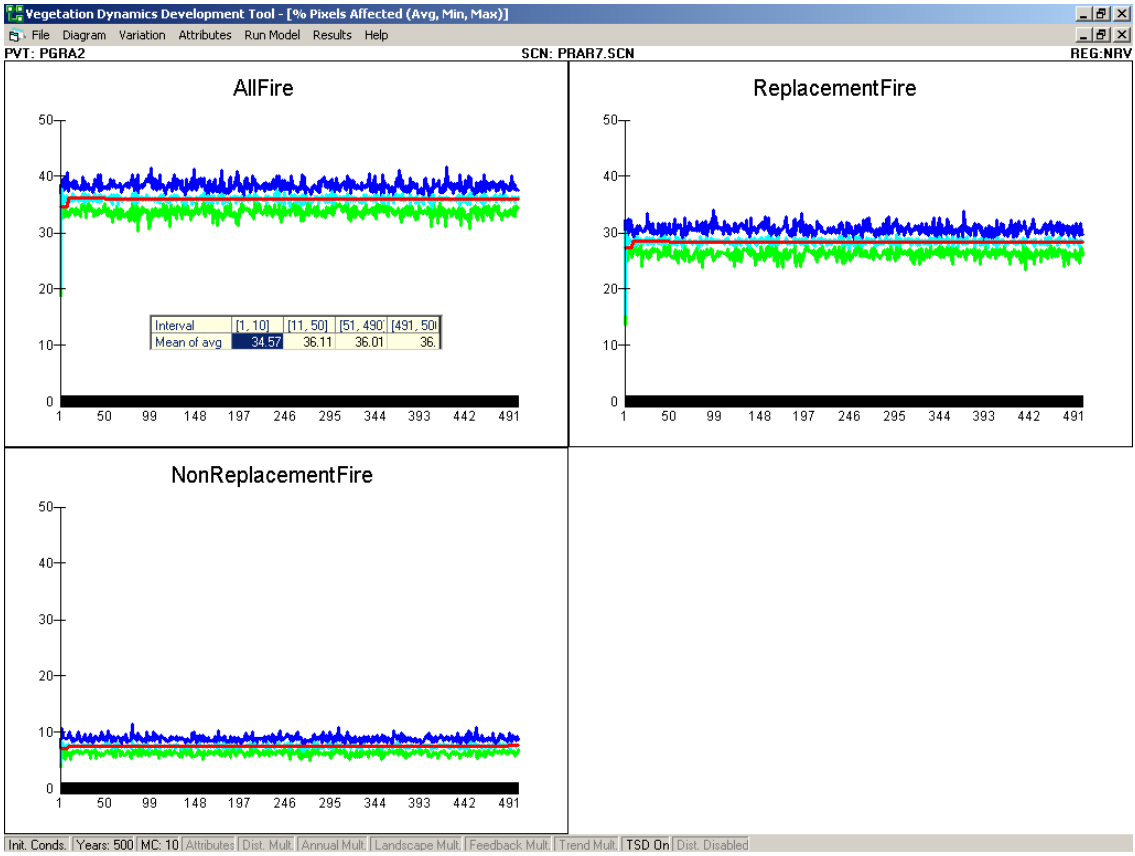 Vegetation Dynamics Development Tool - [% Pixels Affected (Avg, Min, Max)]
File Diagram Variation Attributes Run Model Results Help
PVT: PGRA2 SCN: PRAR7.SCN REG:NRV
AllFire
50
40
30
20
10
0
1 50 99 148 197 246 295 344 393 442 491
Interval [1, 10] [11, 50] [51, 490] [491, 50
Mean of avg 34.57 36.11 36.01 36.
ReplacementFire
50
40
30
20
10
0
1 50 99 148 197 246 295 344 393 442 491
NonReplacementFire
50
40
30
20
10
0
1 50 99 148 197 246 295 344 393 442 491
Init. Conds. Years: 500 MC: 10 Attributes Dist. Mult. Annual Mult. Landscape Mult. Feedback Mult. Trend Mult. TSD On Dist. Disabled